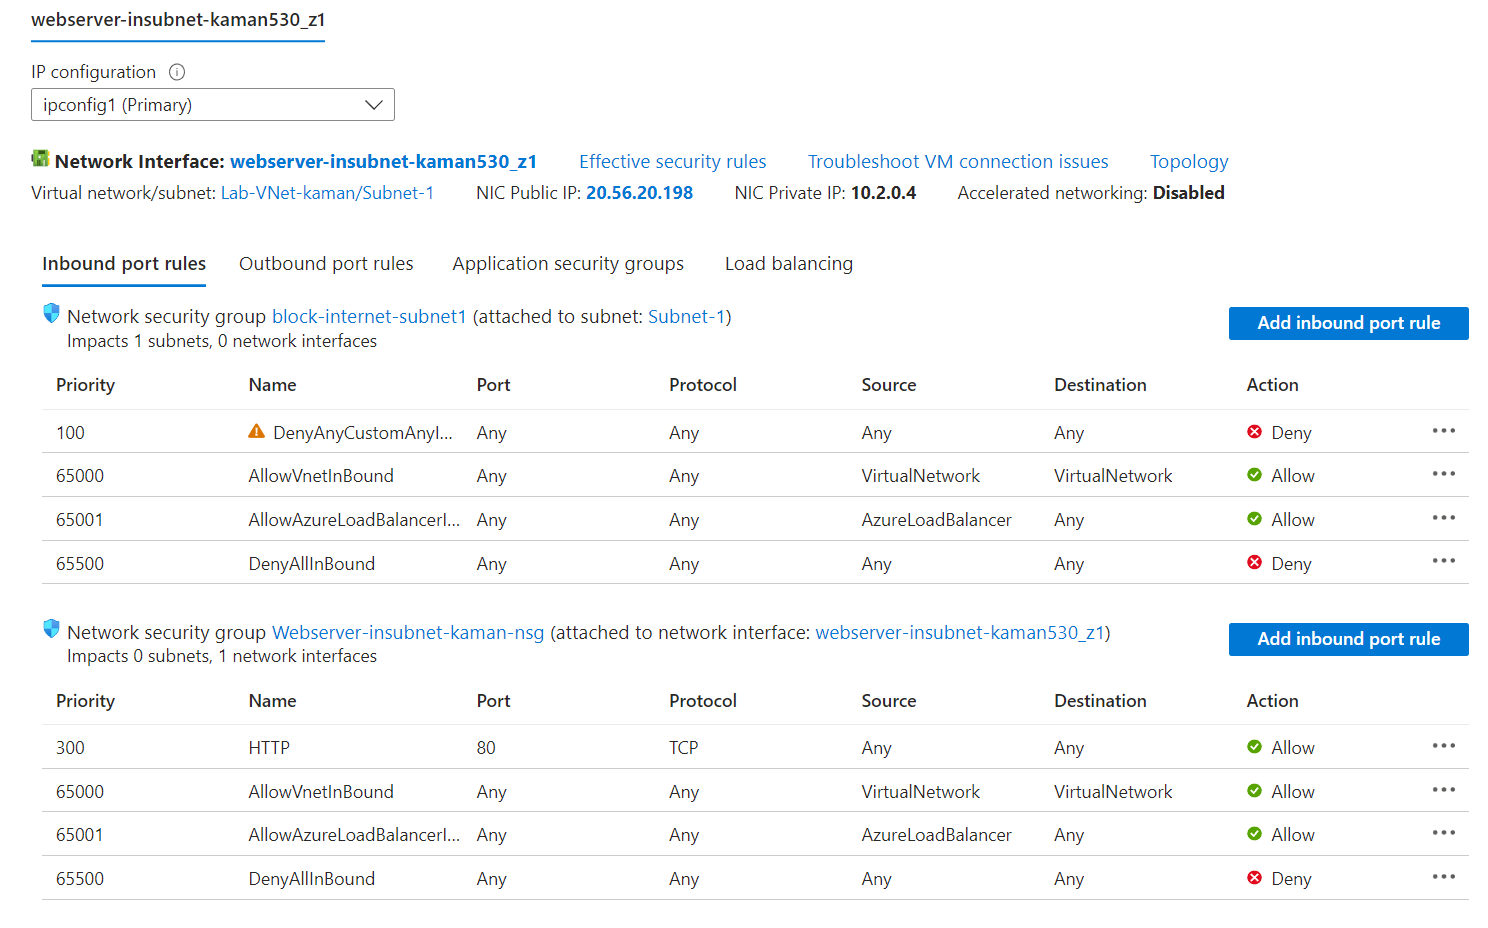 webserver-insubnet-kaman530_z1
IP configuration
ipconfig1 (Primary)
Network Interface: webserver-insubnet-kaman530_z1 Effective security rules Troubleshoot VM connection issues Topology
Virtual network/subnet: Lab-VNet-kaman/Subnet-1 NIC Public IP: 20.56.20.198 NIC Private IP: 10.2.0.4 Accelerated networking: Disabled
Inbound port rules Outbound port rules Application security groups Load balancing
Network security group block-internet-subnet1 (attached to subnet: Subnet-1)
Impacts 1 subnets, 0 network interfaces
Add inbound port rule
Priority Name Port Protocol Source Destination Action
100 DenyAnyCustomAnyI... Any Any Any Any Deny
65000 AllowVnetInBound Any Any VirtualNetwork VirtualNetwork Allow
65001 AllowAzureLoadBalancerI... Any Any AzureLoadBalancer Any Allow
65500 DenyAllInBound Any Any Any Any Deny
Network security group Webserver-insubnet-kaman-nsg (attached to network interface: webserver-insubnet-kaman530_z1)
Impacts 0 subnets, 1 network interfaces
Add inbound port rule
Priority Name Port Protocol Source Destination Action
300 HTTP 80 TCP Any Any Allow
65000 AllowVnetInBound Any Any VirtualNetwork VirtualNetwork Allow
65001 AllowAzureLoadBalancerI... Any Any AzureLoadBalancer Any Allow
65500 DenyAllInBound Any Any Any Any Deny